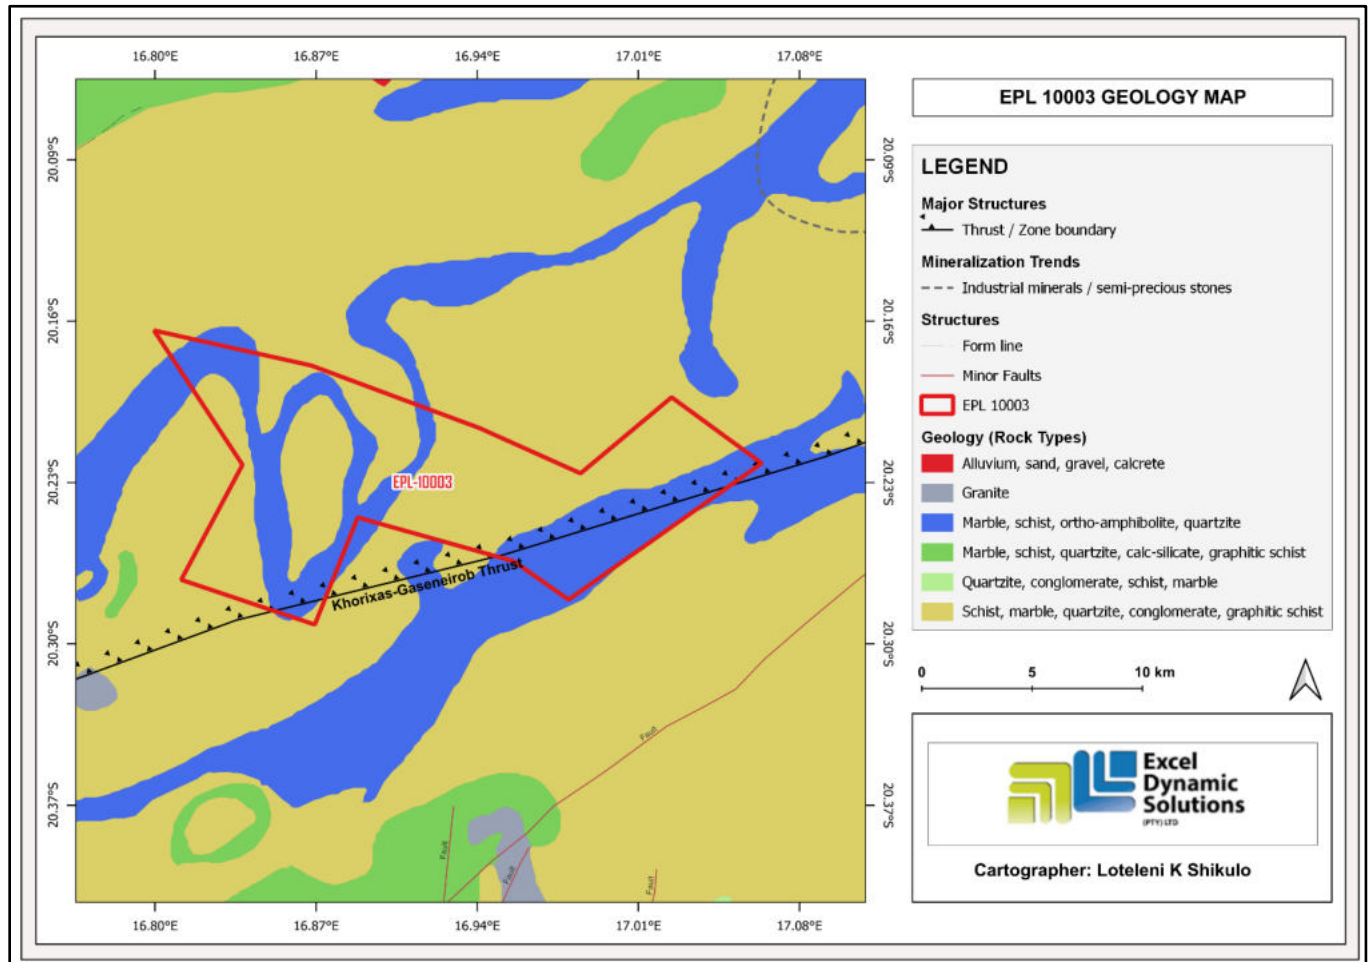 16.80°E 16.87°E 16.94°E 17.01°E 17.08°E
20.09°S
20.16°S
20.23°S
20.30°S
20.37°S
EPL-10003
Khorixas-Gaseneirob Thrust
Fault
Fault
Fault
Fault
20.09°S
20.16°S
20.23°S
20.30°S
20.37°S
16.80°E 16.87°E 16.94°E 17.01°E 17.08°E
EPL 10003 GEOLOGY MAP
LEGEND
Major Structures
Thrust / Zone boundary
Mineralization Trends
Industrial minerals / semi-precious stones
Structures
Form line
Minor Faults
EPL 10003
Geology (Rock Types)
Alluvium, sand, gravel, calcrete
Granite
Marble, schist, ortho-amphibolite, quartzite
Marble, schist, quartzite, calc-silicate, graphitic schist
Quartzite, conglomerate, schist, marble
Schist, marble, quartzite, conglomerate, graphitic schist
0 5 10 km
Excel
Dynamic
Solutions
(PTY) LTD
Cartographer: Loteleni K Shikulo